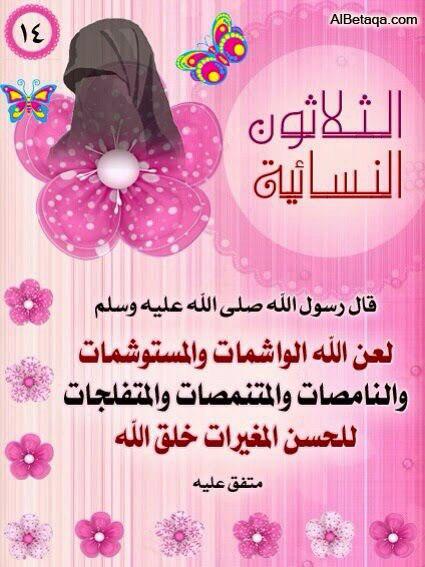 AlBetaqa.com
١٤
الثلاثون
النسائية
قال رسول الله صلى الله عليه وسلم
لعن الله الواشمات والمستوشمات
والنامصات والمتنمصات والمتفلجات
للحسن المغيرات خلق الله
متفق عليه